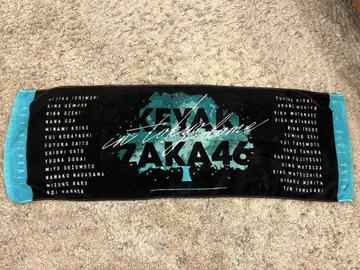 NIJIKA ISHIMORI
RINA UEMURA
RIKA OZEKI
NANA ODA
MINAMI KOIKE
YUI KOBAYASHI
FUYUKA SAITO
SHIORI SATO
YUUKA SUGAI
MIYU SUZUMOTO
NANAKO NAGASAWA
MIZUHO HABU
AOI HARADA
KEYAKI
ZAKA46
in TOKYO DOME
AKANE MORIYA
RIKA WATANABE
RISA WATANABE
RINA INOUE
YUMIKO SEKI
YUI TAKEMOTO
HONO TAMURA
KARIN FUJIYOSHI
RINA MATSUDA
RIKO MATSUDAIRA
HIKARU MORITA
TEN YAMASAKI